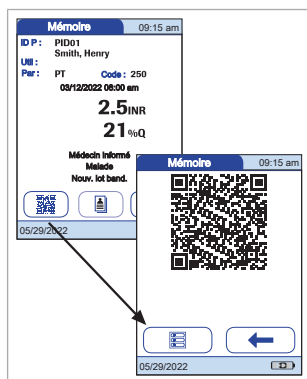 Mémoire 09:15 am
ID P : PID01
Smith, Henry
Util :
Par : PT Code : 250
03/12/2022 08:00 am
2.5INR
21%Q
Médecin informé
Malade
Nouv. lot band.
05/29/2022
Mémoire 09:15 am
05/29/2022